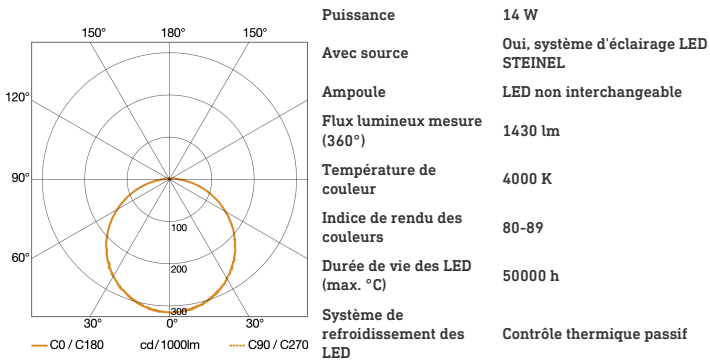 150° 180° 150°
120°
90°
60°
100
200
300
30° 0° 30°
C0 / C180 cd/1000lm C90 / C270
Puissance 14 W
Avec source Oui, système d'éclairage LED
STEINEL
Ampoule LED non interchangeable
Flux lumineux mesure
(360°) 1430 lm
Température de
couleur 4000 K
Indice de rendu des
couleurs 80-89
Durée de vie des LED
(max. °C) 50000 h
Système de
refroidissement des
LED Contrôle thermique passif